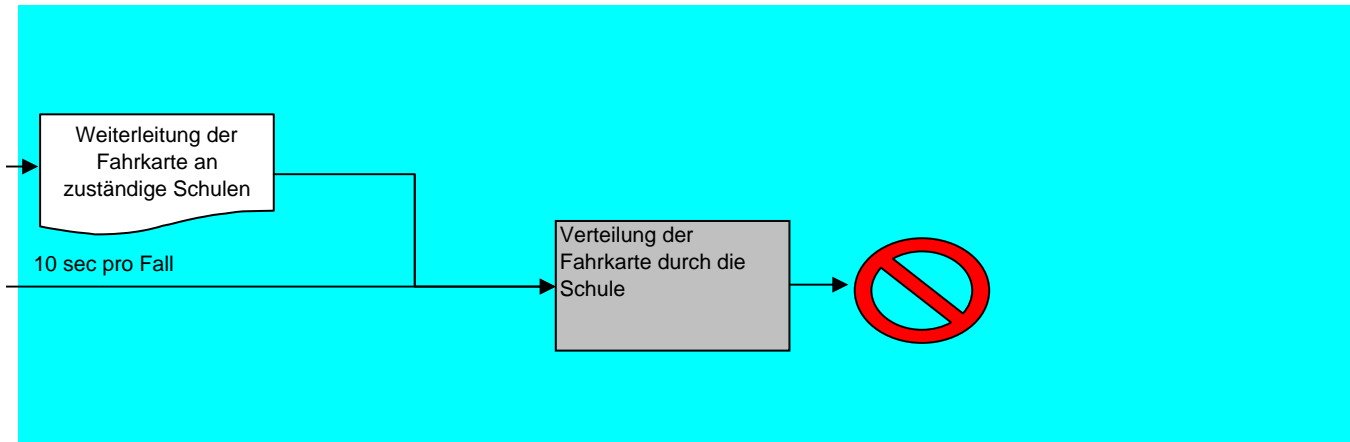 Weiterleitung der
Fahrkarte an
zuständige Schulen
10 sec pro Fall
Verteilung der
Fahrkarte durch die
Schule